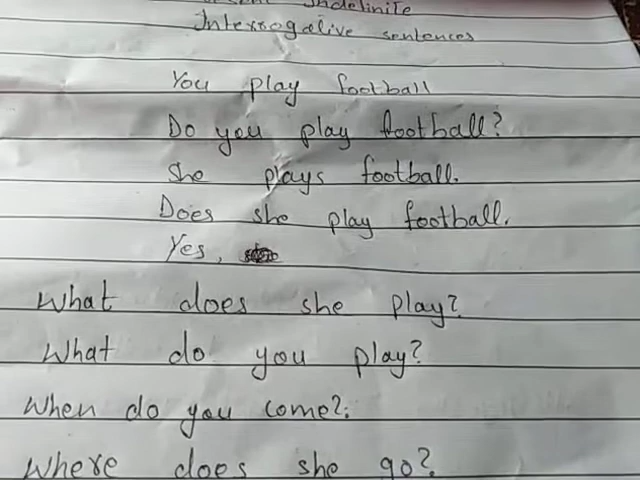 Indefinite
Interrogative sentences
You play football
Do you play football?
She plays football.
Does she play football.
Yes,
What does she play?
What do you play?
When do you come?.
Where does she go?